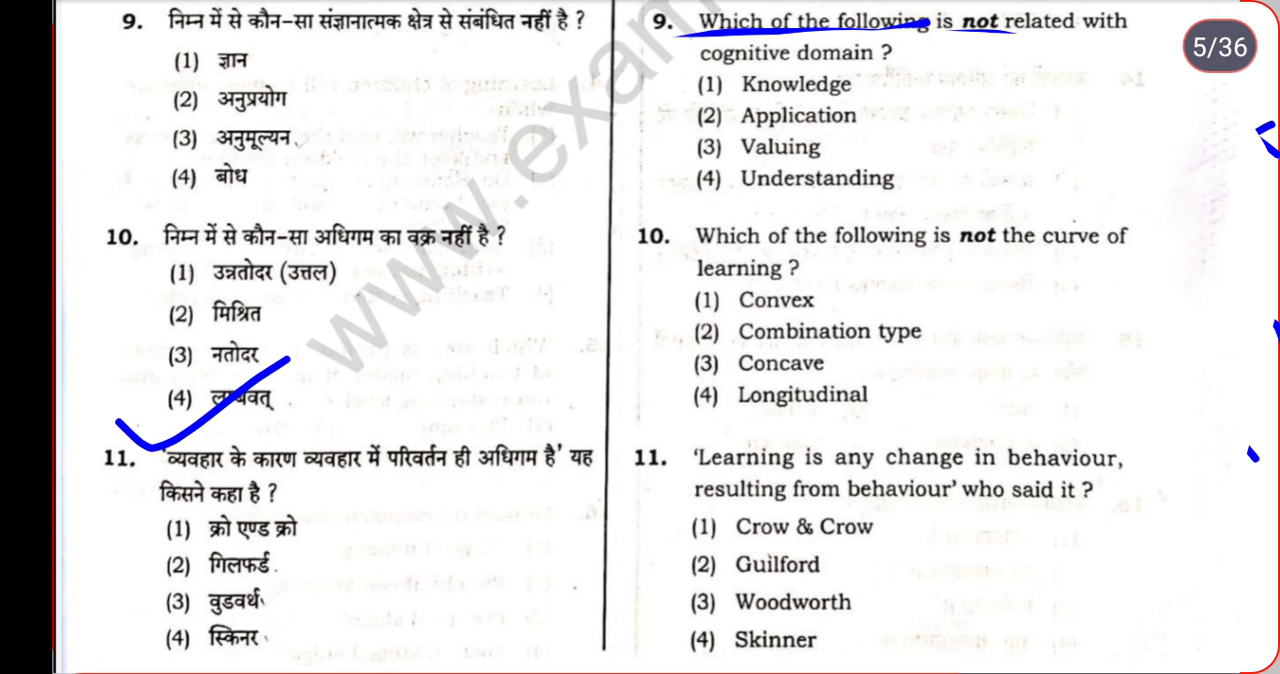 9. निम्न में से कौन-सा संज्ञानात्मक क्षेत्र से संबंधित नहीं है ?
(1) ज्ञान
(2) अनुप्रयोग
(3) अनुमूल्यन
(4) बोध
10. निम्न में से कौन-सा अधिगम का वक्र नहीं है ?
(1) उन्नतोदर (उत्तल)
(2) मिश्रित
(3) नतोदर
(4) लम्बवत्
11. 'व्यवहार के कारण व्यवहार में परिवर्तन ही अधिगम है' यह
किसने कहा है ?
(1) क्रो एण्ड क्रो
(2) गिलफर्ड
(3) वुडवर्थ
(4) स्किनर
www.exam
9. Which of the following is not related with
cognitive domain ?
(1) Knowledge
(2) Application
(3) Valuing
(4) Understanding
10. Which of the following is not the curve of
learning ?
(1) Convex
(2) Combination type
(3) Concave
(4) Longitudinal
11. 'Learning is any change in behaviour,
resulting from behaviour' who said it ?
(1) Crow & Crow
(2) Guilford
(3) Woodworth
(4) Skinner
5/36